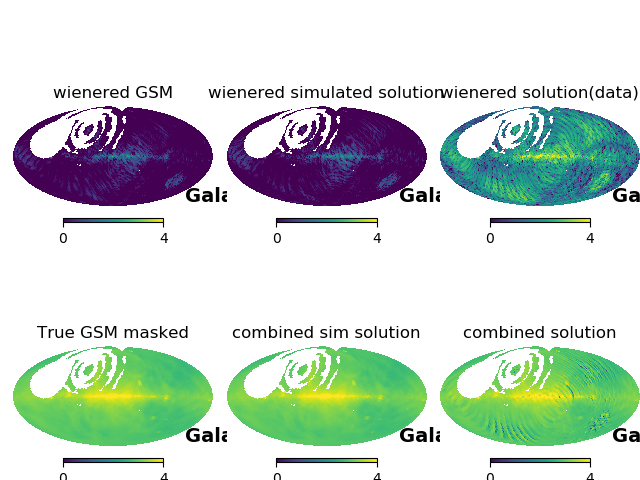 wienered GSM
wienered simulated solution
wienered solution(data)
Gala
Gala
Ga
0 4
0 4
0 4
True GSM masked
combined sim solution
combined solution
Gala
Gala
Ga
0 4
0 4
0 4